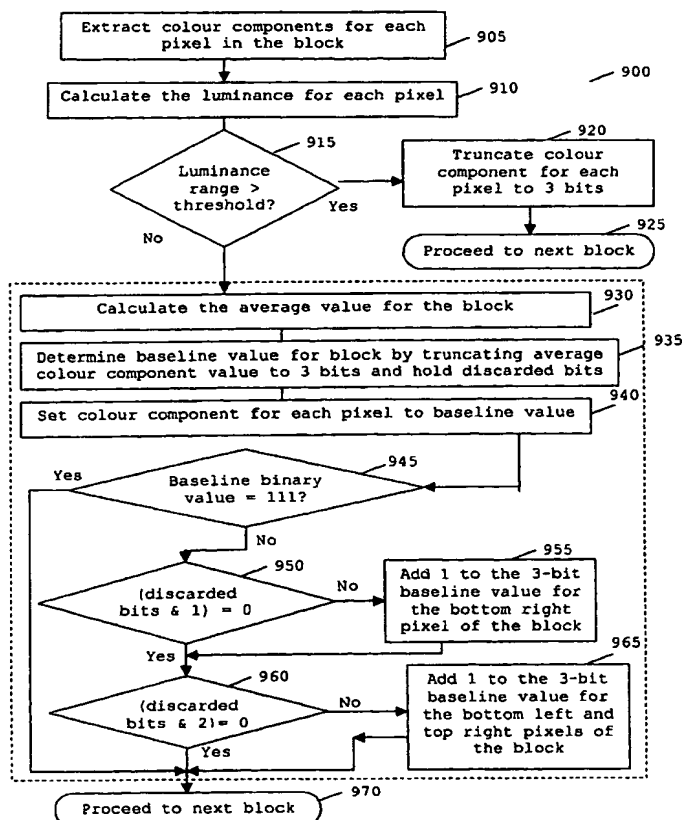 Extract colour components for each
pixel in the block
905
900
Calculate the luminance for each pixel
910
915
Luminance
range >
threshold?
Yes
No
920
Truncate colour
component for each
pixel to 3 bits
925
Proceed to next block
930
Calculate the average value for the block
935
Determine baseline value for block by truncating average
colour component value to 3 bits and hold discarded bits
940
Set colour component for each pixel to baseline value
945
Yes
Baseline binary
value = 111?
No
950
(discarded
bits & 1) = 0
No
955
Add 1 to the 3-bit
baseline value for
the bottom right
pixel of the block
Yes
960
(discarded
bits & 2)= 0
No
965
Add 1 to the 3-bit
baseline value for
the bottom left and
top right pixels of
the block
Yes
Proceed to next block
970